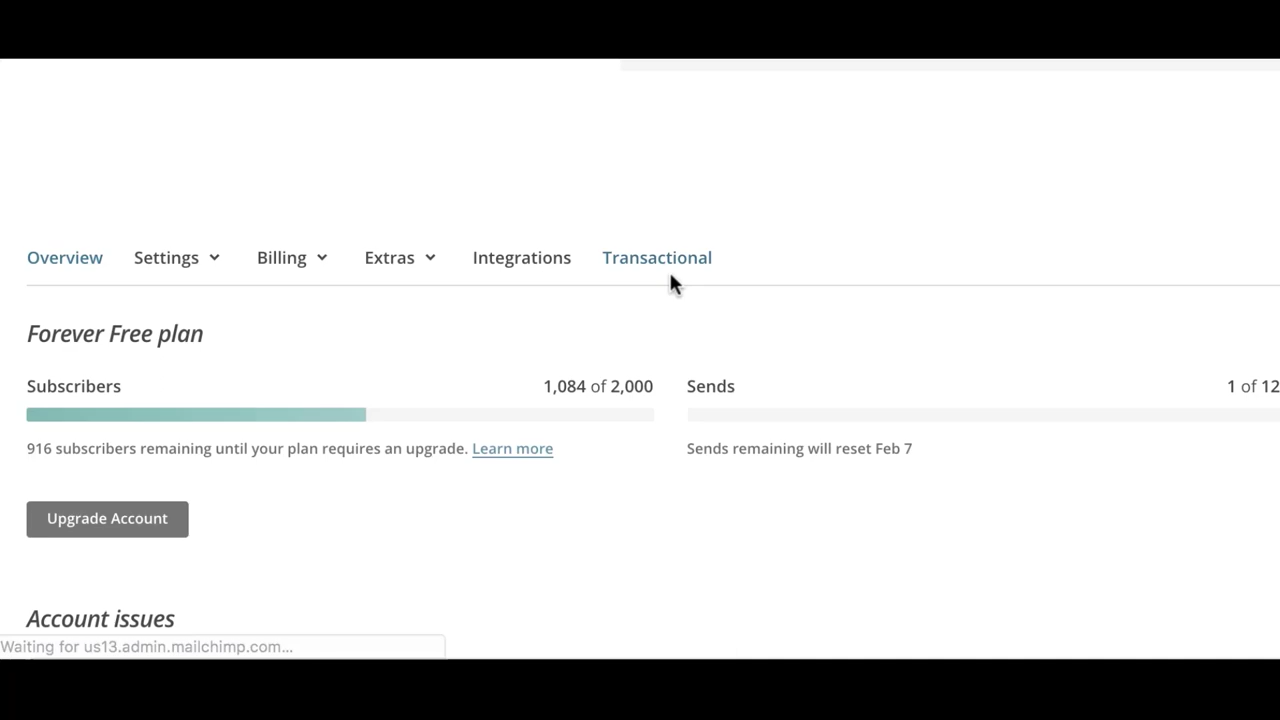 Overview Settings Billing Extras Integrations Transactional
Forever Free plan
Subscribers 1,084 of 2,000 Sends 1 of 12
916 subscribers remaining until your plan requires an upgrade. Learn more Sends remaining will reset Feb 7
Upgrade Account
Account issues
Waiting for us13.admin.mailchimp.com...